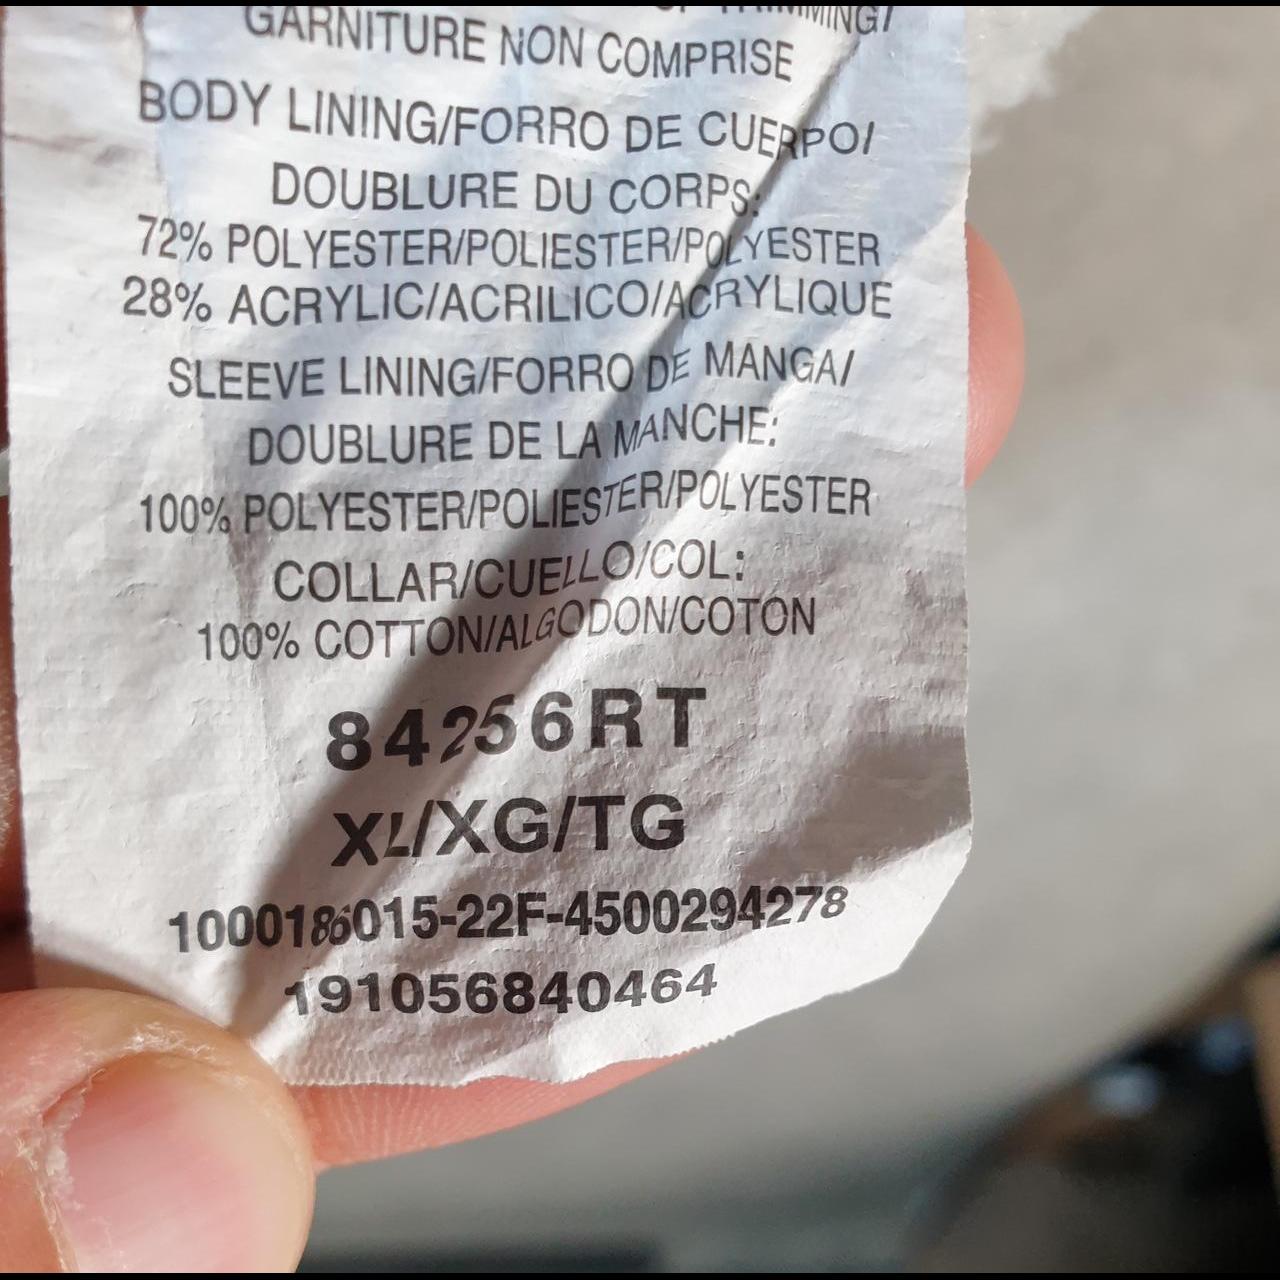 TRIMMING/
GARNITURE NON COMPRISE
BODY LINING/FORRO DE CUERPO/
DOUBLURE DU CORPS:
72% POLYESTER/POLIESTER/POLYESTER
28% ACRYLIC/ACRILICO/ACRYLIQUE
SLEEVE LINING/FORRO DE MANGA/
DOUBLURE DE LA MANCHE:
100% POLYESTER/POLIESTER/POLYESTER
COLLAR/CUELLO/COL:
100% COTTON/ALGODON/COTON
84256RT
XL/XG/TG
1000186015-22F-4500294278
191056840464